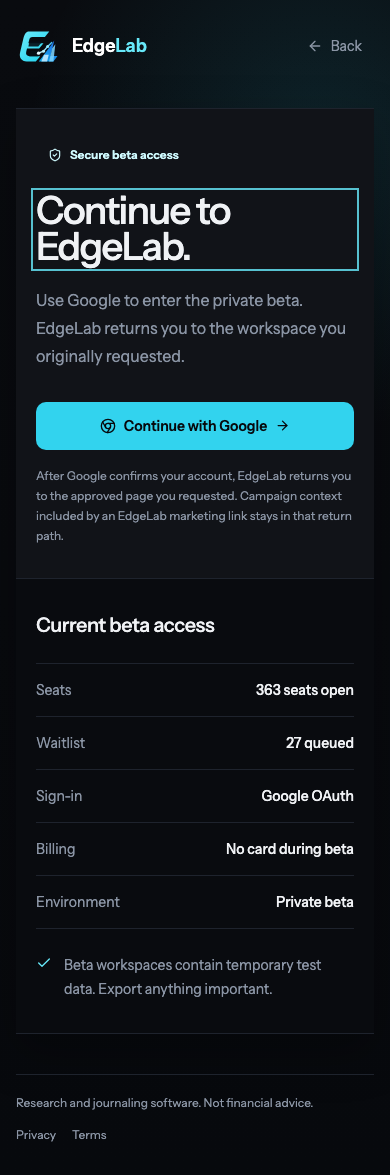 EdgeLab
Back
Secure beta access
Continue to
EdgeLab.
Use Google to enter the private beta.
EdgeLab returns you to the workspace you
originally requested.
Continue with Google
After Google confirms your account, EdgeLab returns you
to the approved page you requested. Campaign context
included by an EdgeLab marketing link stays in that return
path.
Current beta access
Seats 363 seats open
Waitlist 27 queued
Sign-in Google OAuth
Billing No card during beta
Environment Private beta
Beta workspaces contain temporary test
data. Export anything important.
Research and journaling software. Not financial advice.
Privacy Terms